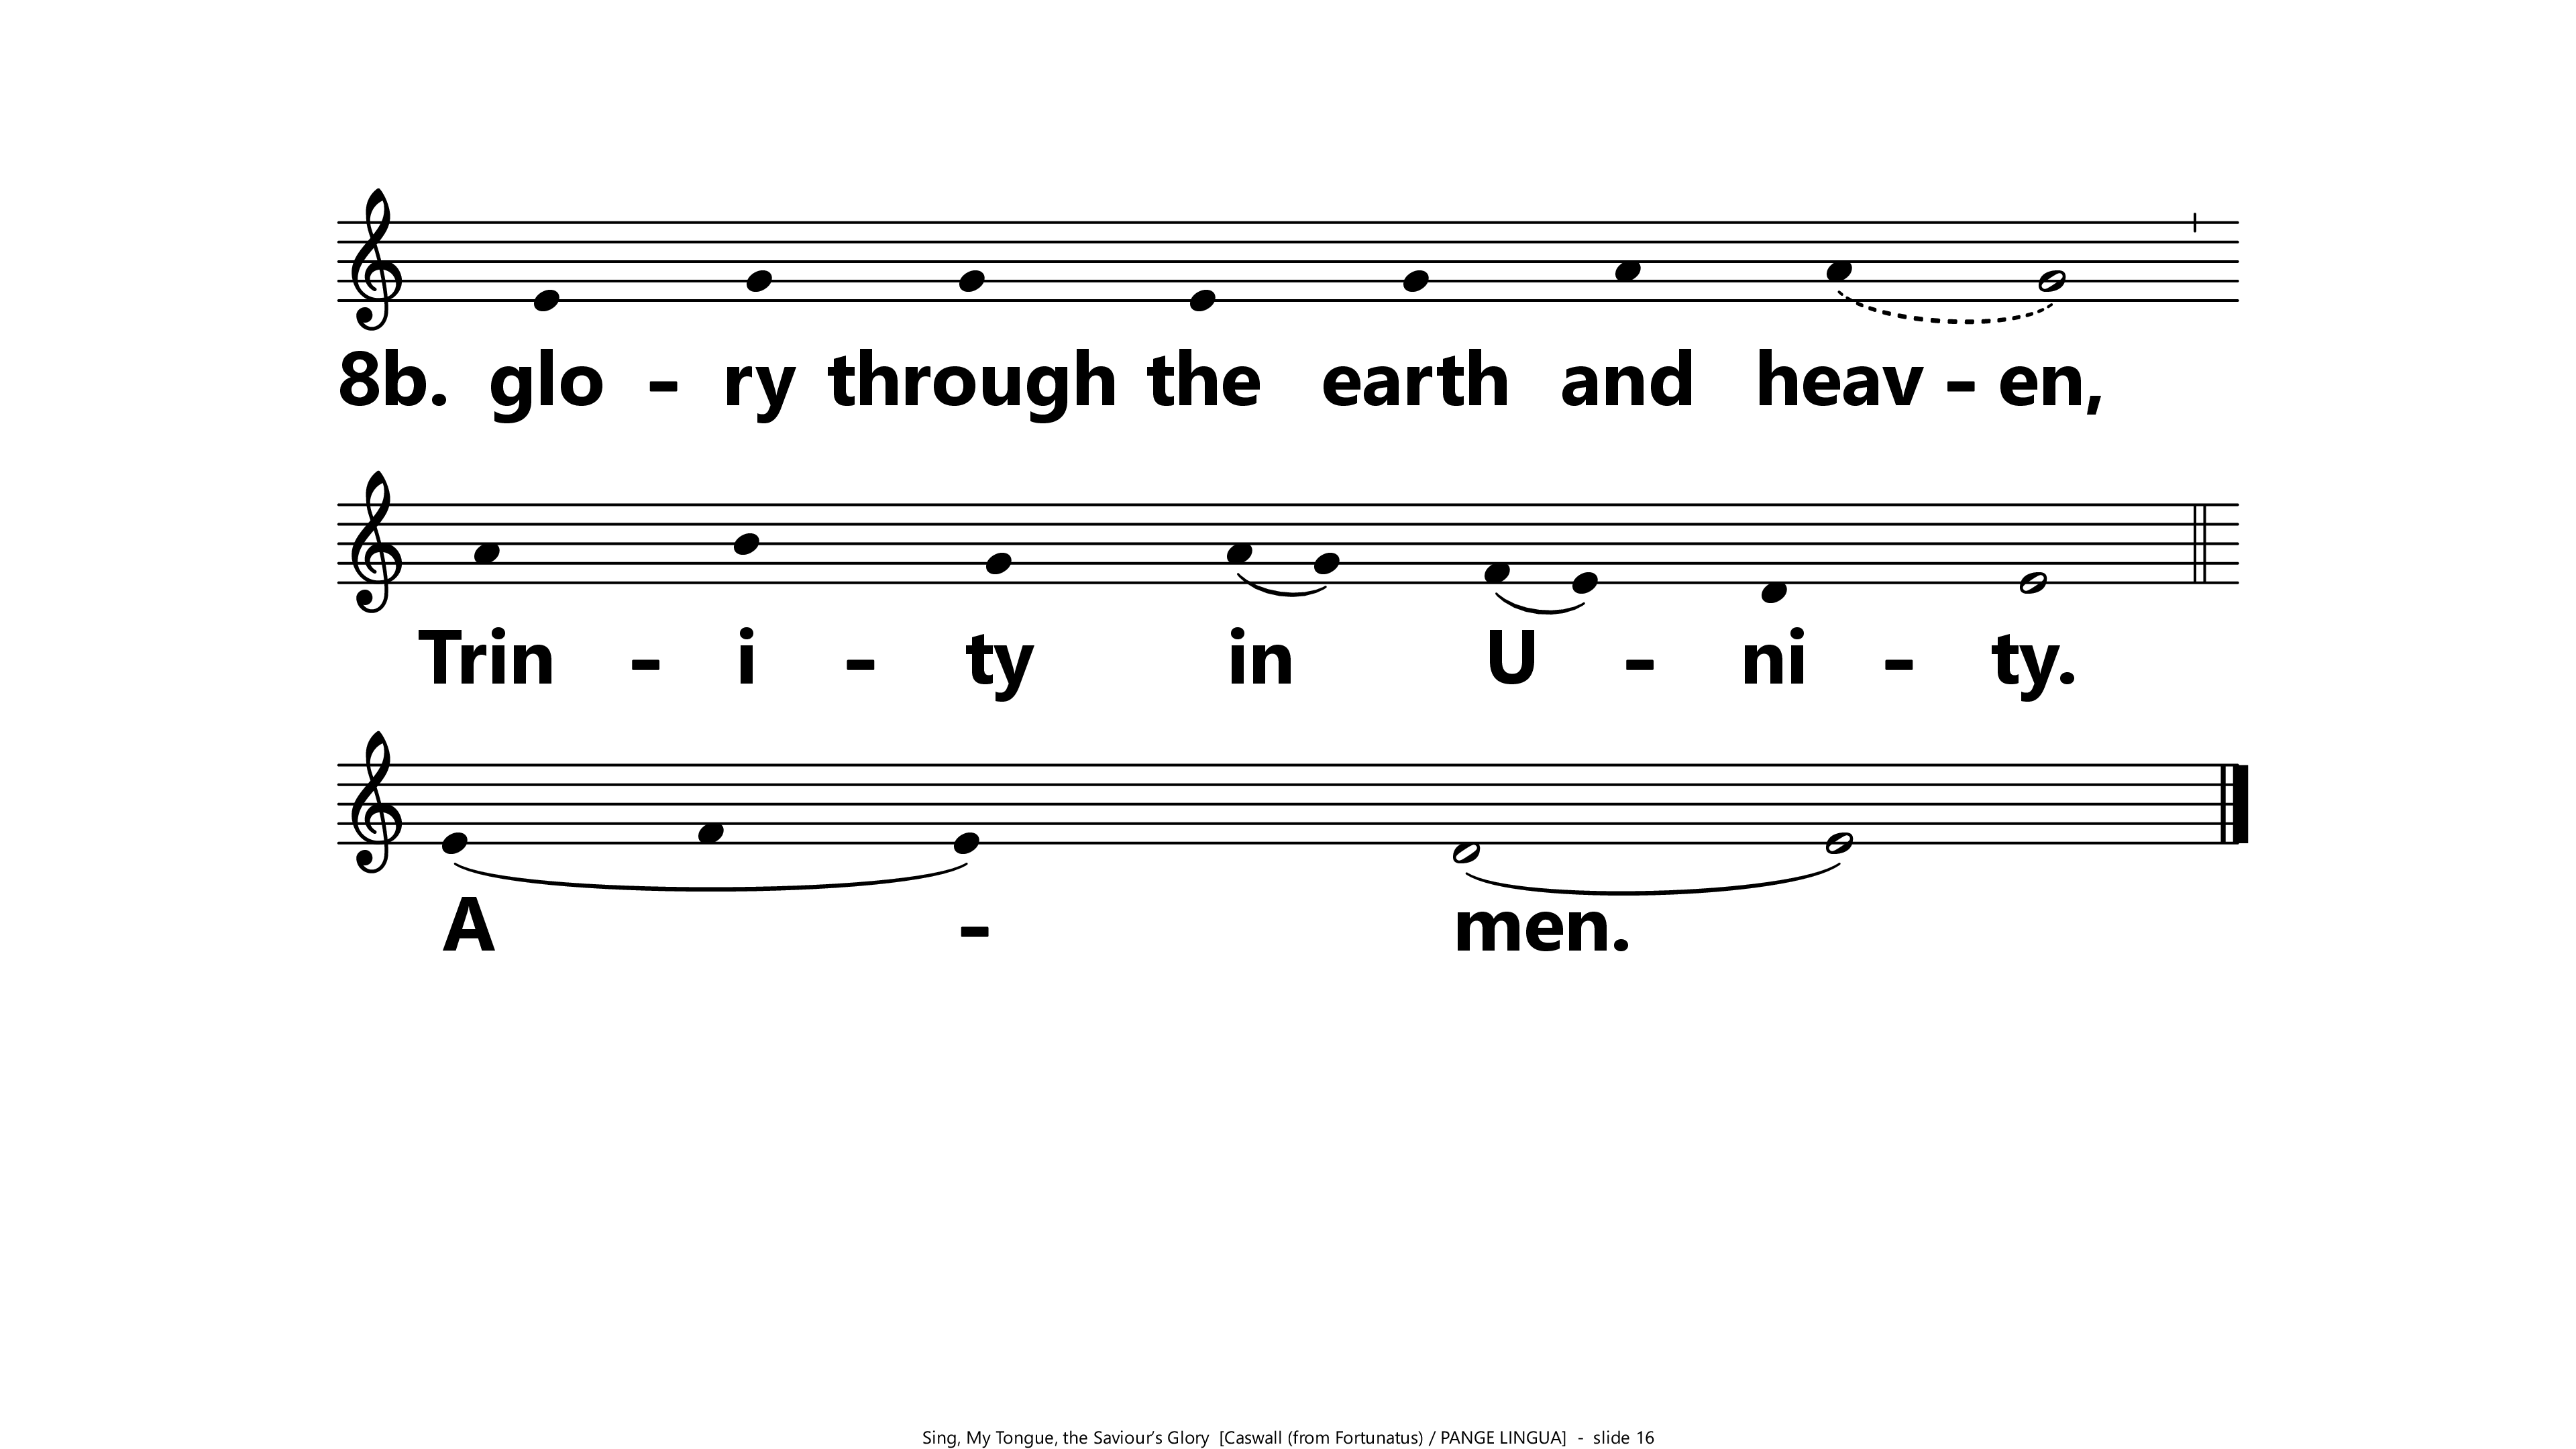 8b. glo - ry through the earth and heav - en,
Trin - i - ty in U - ni - ty.
A - men.
Sing, My Tongue, the Saviour’s Glory [Caswall (from Fortunatus) / PANGE LINGUA] - slide 16